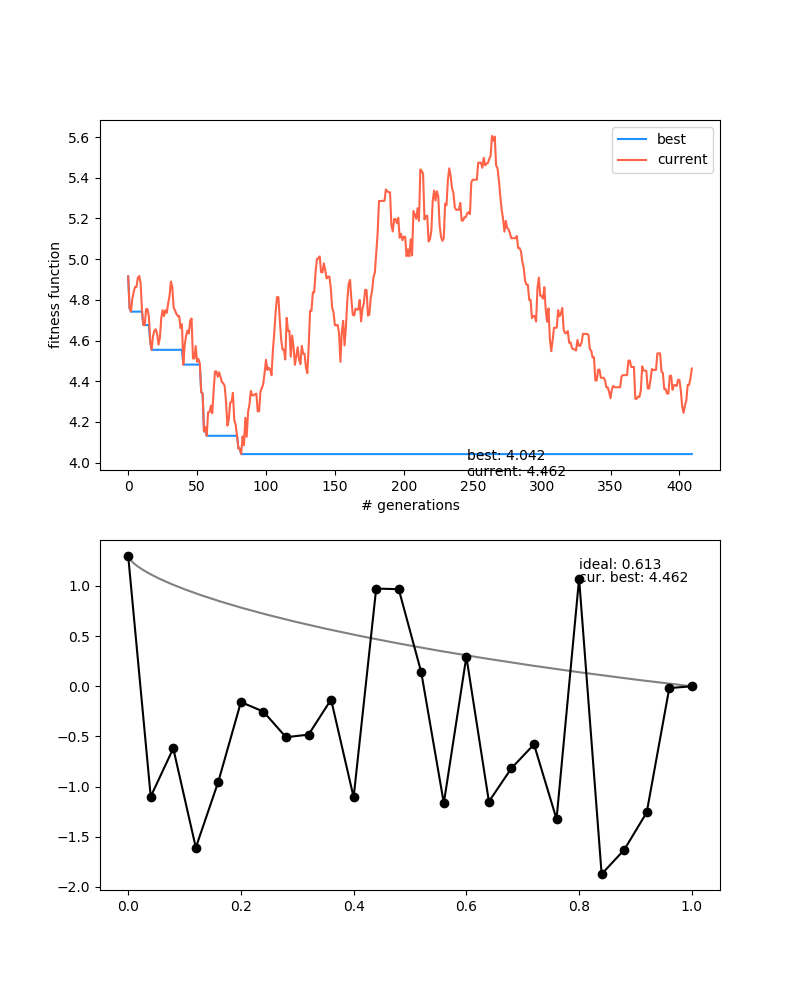 5.6
5.4
5.2
5.0
4.8
4.6
4.4
4.2
4.0
fitness function
best
current
best: 4.042
current: 4.462
0 50 100 150 200 250 300 350 400
# generations
ideal: 0.613
cur. best: 4.462
1.0
0.5
0.0
−0.5
−1.0
−1.5
−2.0
0.0 0.2 0.4 0.6 0.8 1.0